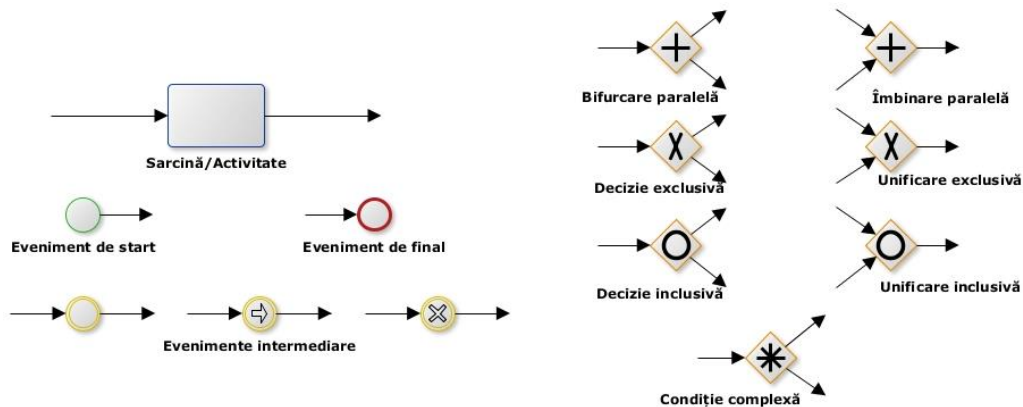 Sarcină/Activitate
Eveniment de start
Eveniment de final
Evenimente intermediare
Bifurcare paralelă
Îmbinare paralelă
Decizie exclusivă
Unificare exclusivă
Decizie inclusivă
Unificare inclusivă
Condiție complexă